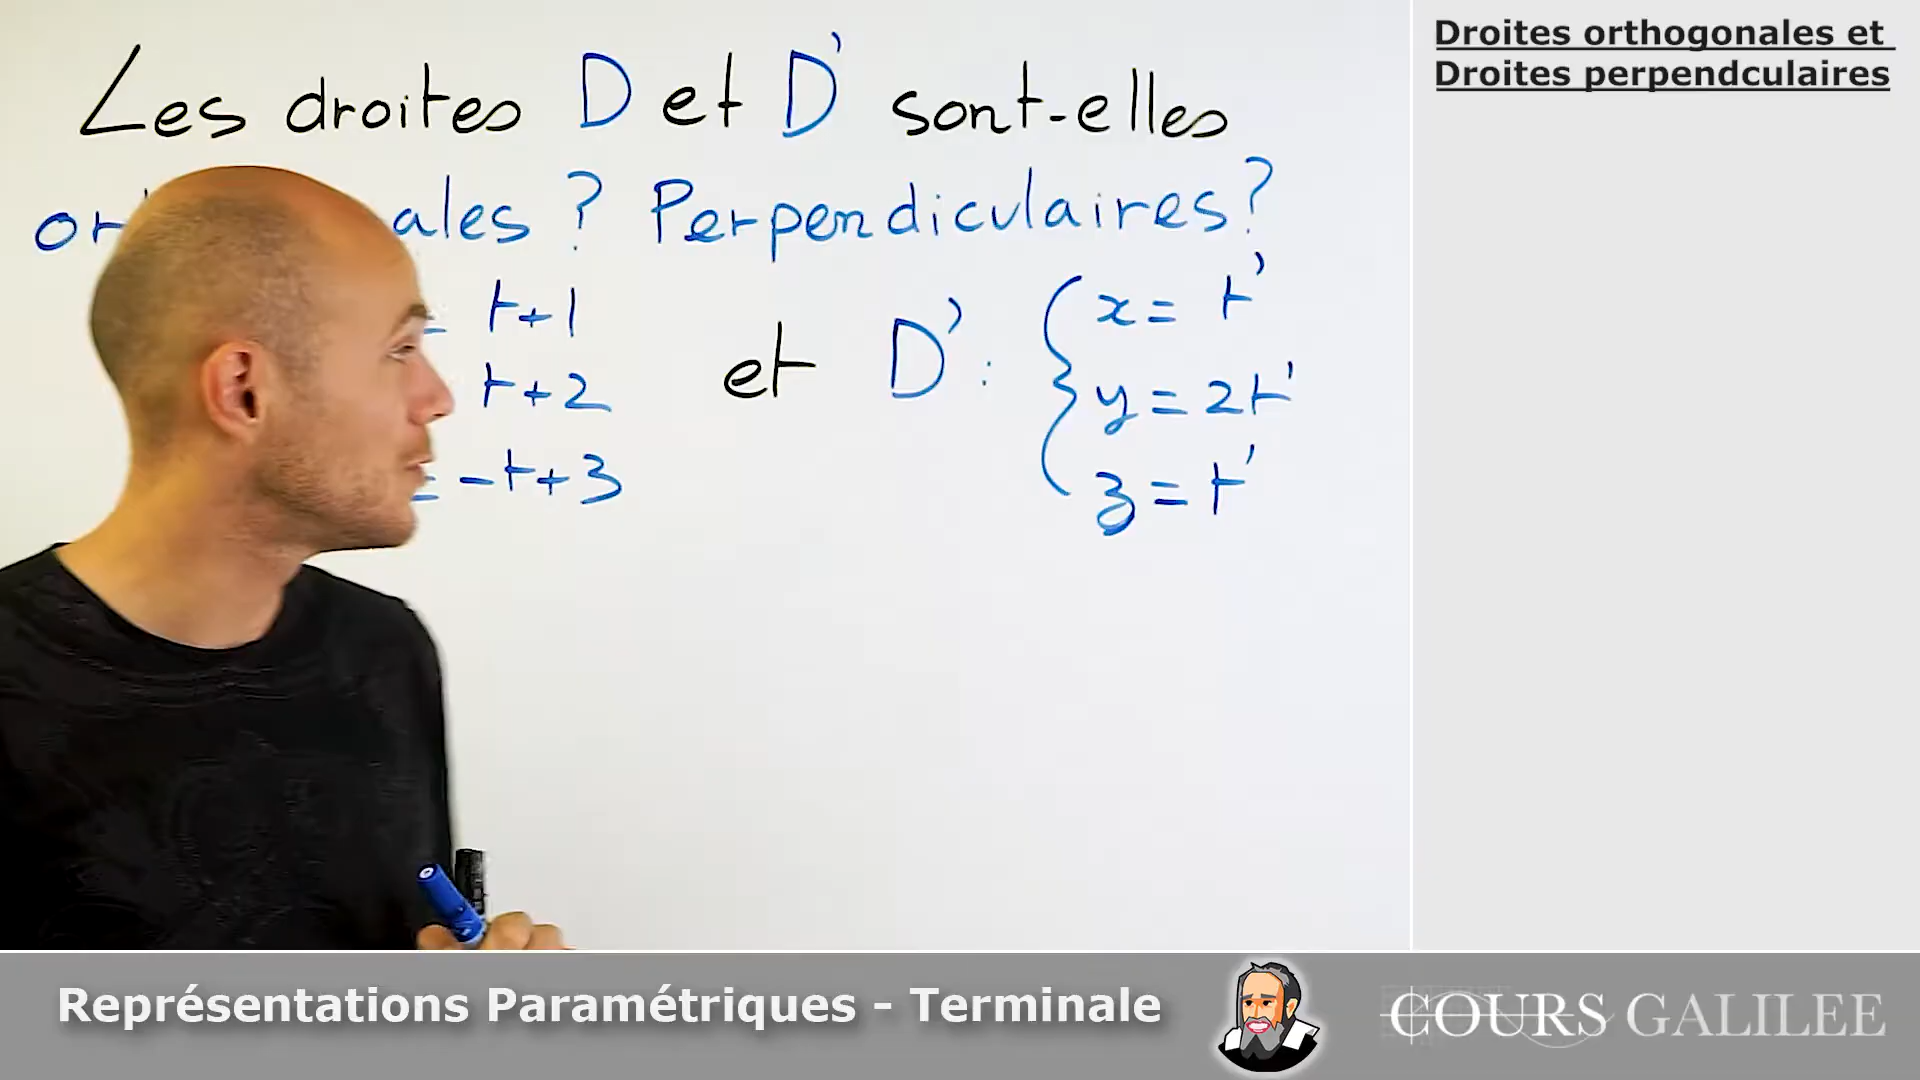 Les droites D et D' sont-elles
ales ? Perpendiculaires ?
= t+1
= t+2
= -t+3
et D' :
x = t'
y = 2t'
z = t'
Droites orthogonales et
Droites perpendculaires
Représentations Paramétriques - Terminale
COURS GALILEE